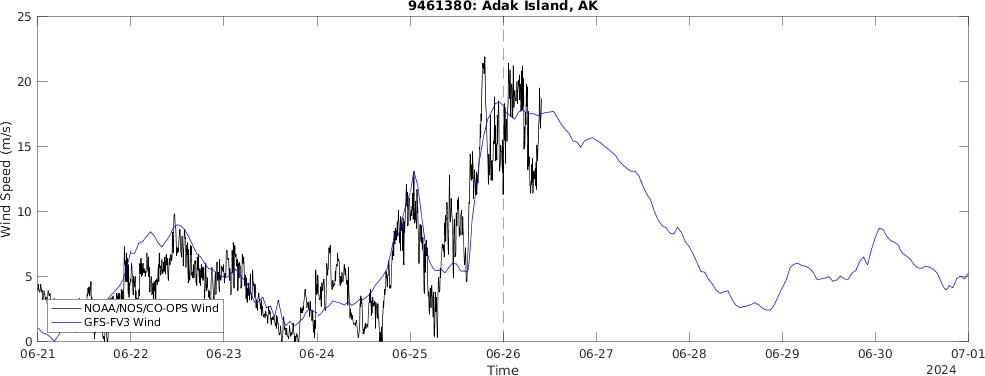 9461380: Adak Island, AK
Wind Speed (m/s)
25
20
15
10
5
0
NOAA/NOS/CO-OPS Wind
GFS-FV3 Wind
06-21 06-22 06-23 06-24 06-25 06-26 06-27 06-28 06-29 06-30 07-01
Time
2024